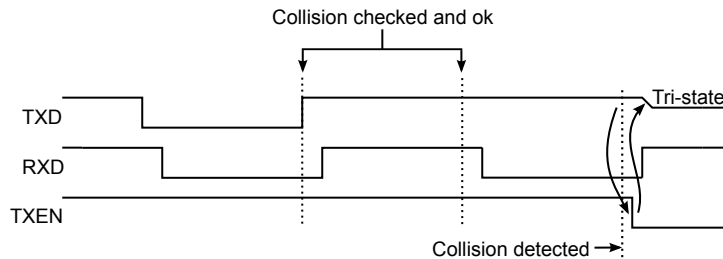 Collision checked and ok
Tri-state
TXD
RXD
TXEN
Collision detected